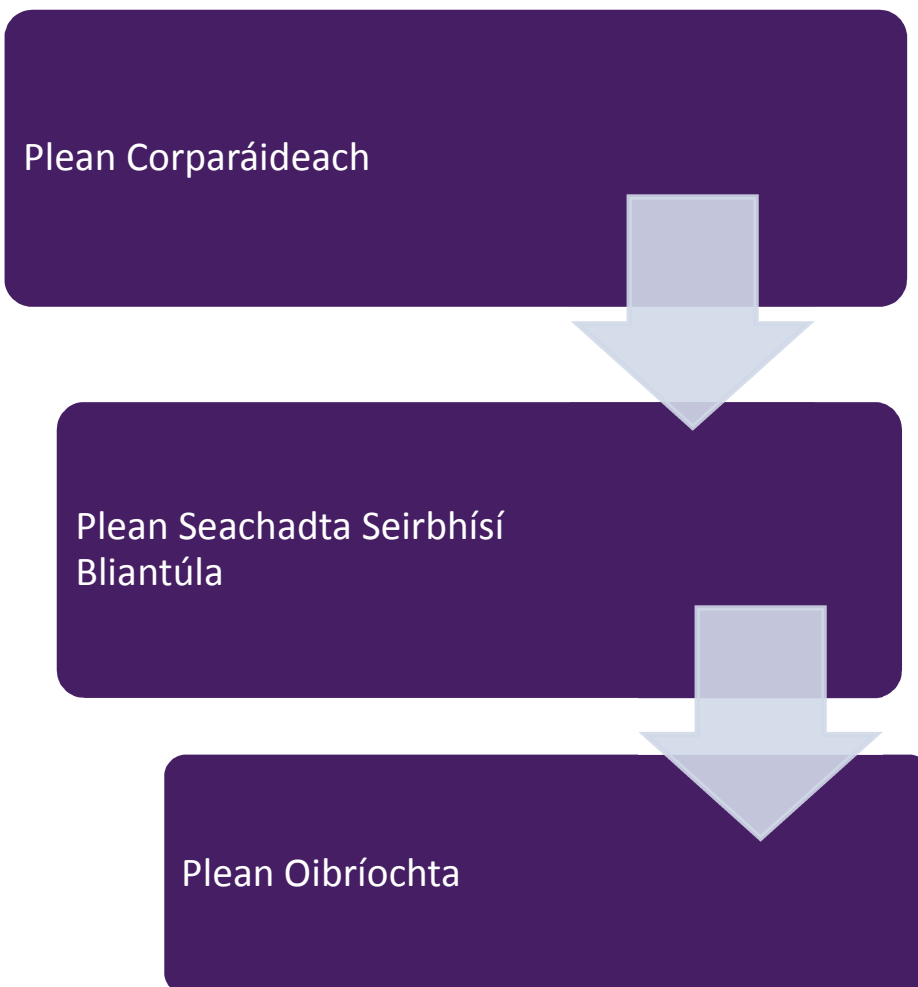 Plean Corparáideach
Plean Seachadta Seirbhísí
Bliantúla
Plean Oibríochta